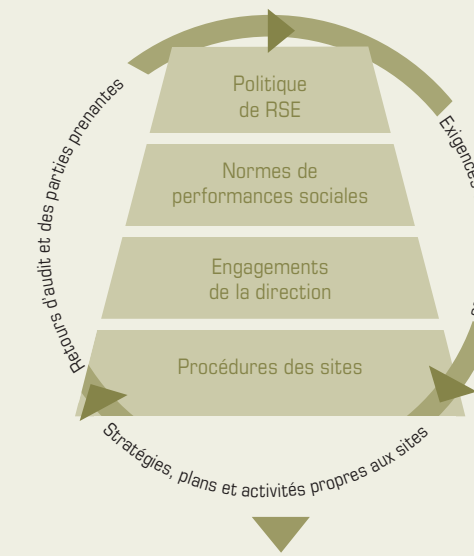 Politique
de RSE
Normes de
performances sociales
Engagements
de la direction
Procédures des sites
Retours d'audit et des parties prenantes
Exigences
Stratégies, plans et activités propres aux sites